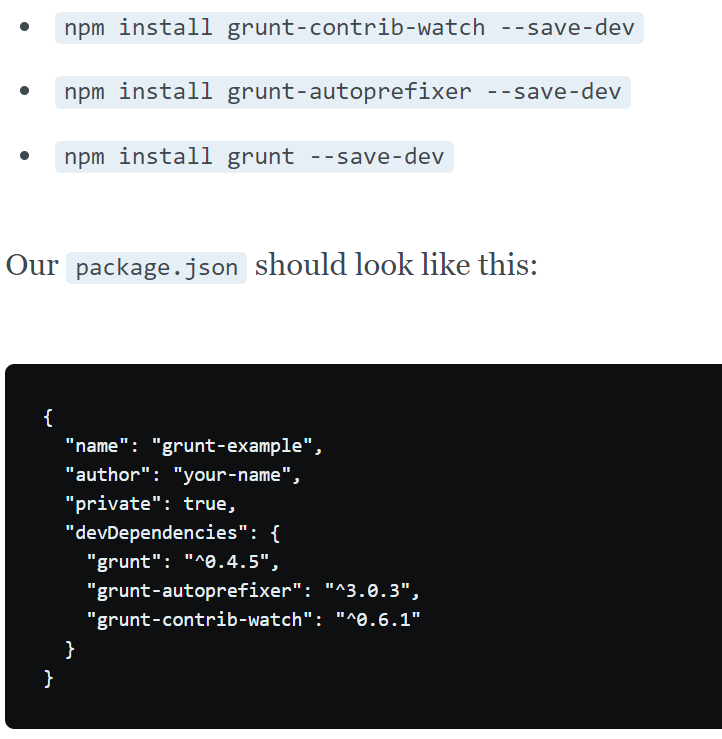 npm install grunt-contrib-watch --save-dev
npm install grunt-autoprefixer --save-dev
npm install grunt --save-dev
Our package.json should look like this:
{
  "name": "grunt-example",
  "author": "your-name",
  "private": true,
  "devDependencies": {
    "grunt": "^0.4.5",
    "grunt-autoprefixer": "^3.0.3",
    "grunt-contrib-watch": "^0.6.1"
  }
}